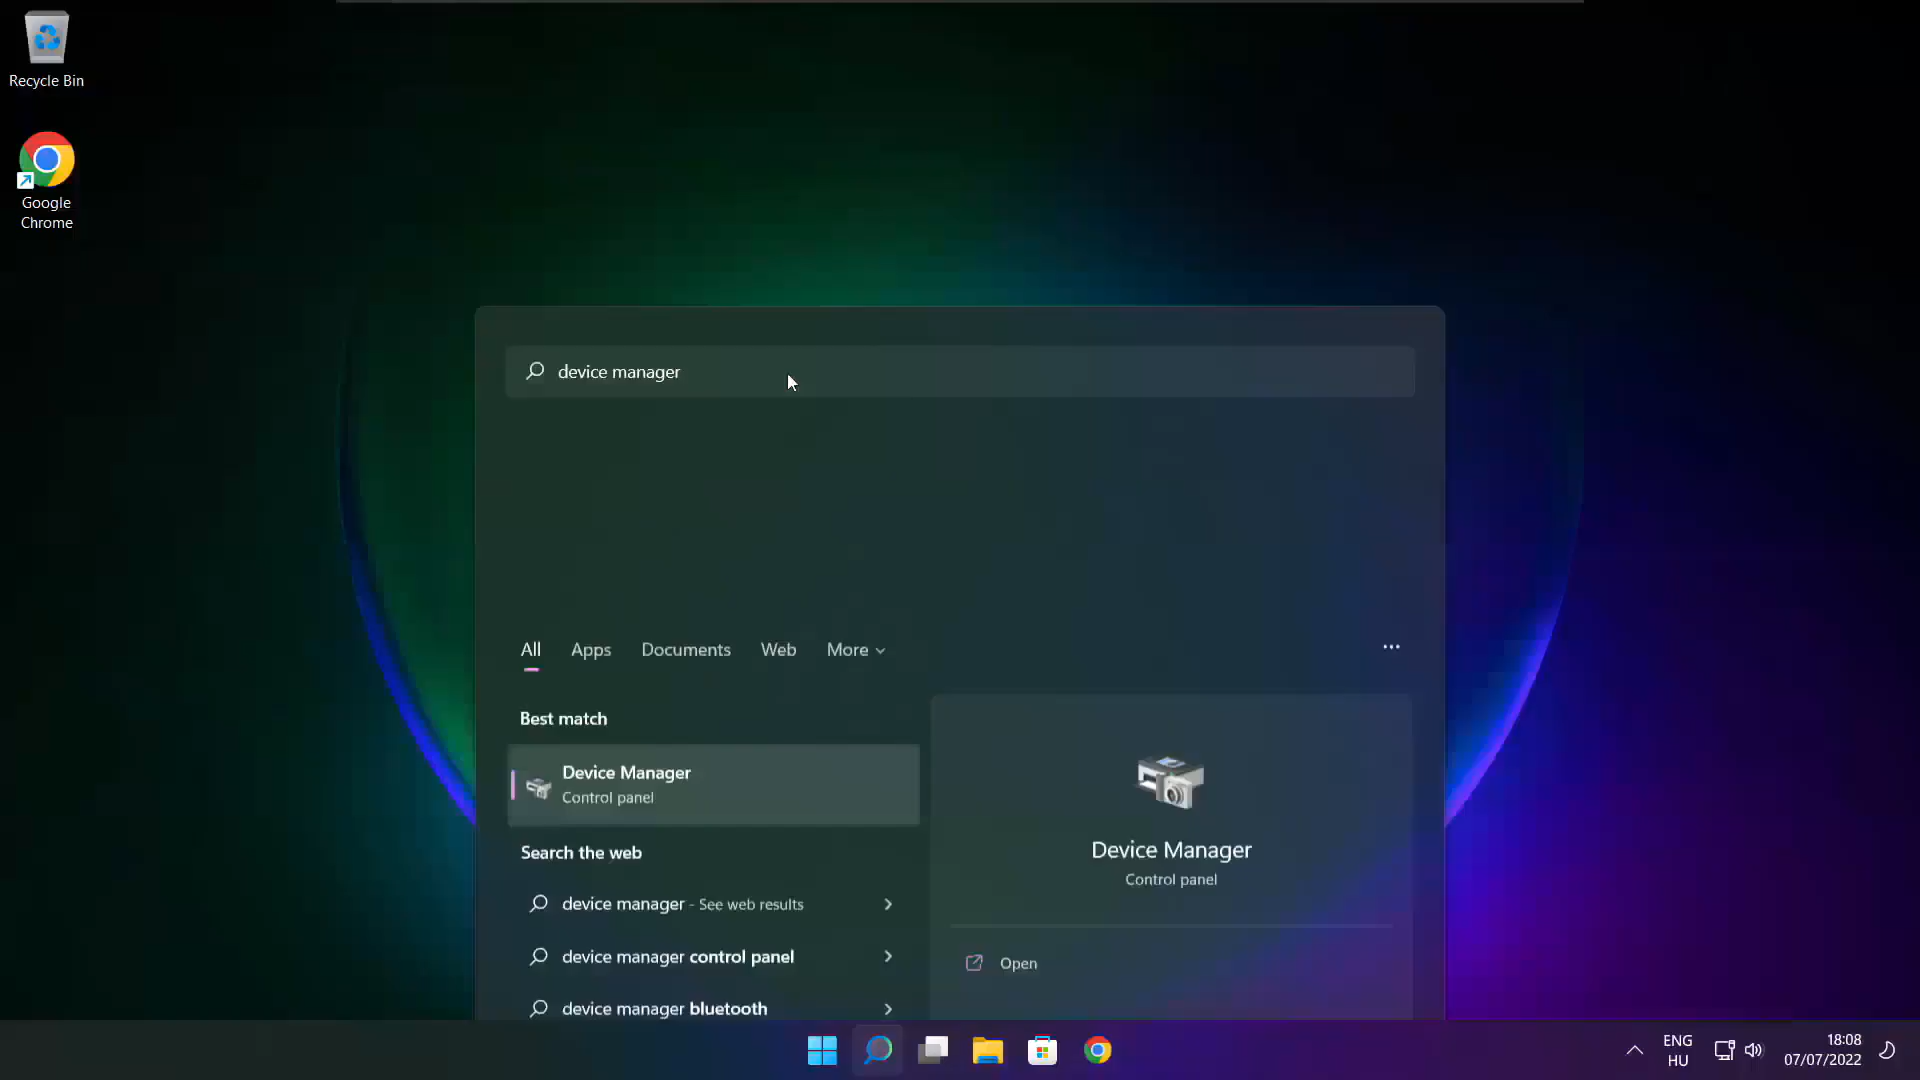 Recycle Bin
Google
Chrome
device manager
All Apps Documents Web More
Best match
Device Manager
Control panel
Search the web
device manager - See web results
device manager control panel
device manager bluetooth
Device Manager
Control panel
Open
ENG
HU
18:08
07/07/2022